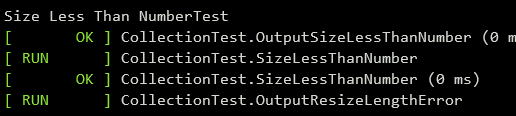 Size Less Than NumberTest
[       OK ] CollectionTest.OutputSizeLessThanNumber (0 m
[ RUN      ] CollectionTest.SizeLessThanNumber
[       OK ] CollectionTest.SizeLessThanNumber (0 ms)
[ RUN      ] CollectionTest.OutputResizeLengthError